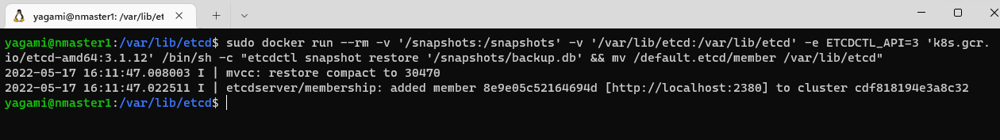 yagami@nmaster1: /var/lib/et
yagami@nmaster1:/var/lib/etcd$ sudo docker run --rm -v '/snapshots:/snapshots' -v '/var/lib/etcd:/var/lib/etcd' -e ETCDCTL_API=3 'k8s.gcr.
io/etcd-amd64:3.1.12' /bin/sh -c "etcdctl snapshot restore '/snapshots/backup.db' && mv /default.etcd/member /var/lib/etcd"
2022-05-17 16:11:47.008003 I | mvcc: restore compact to 30470
2022-05-17 16:11:47.022511 I | etcdserver/membership: added member 8e9e05c52164694d [http://localhost:2380] to cluster cdf818194e3a8c32
yagami@nmaster1:/var/lib/etcd$